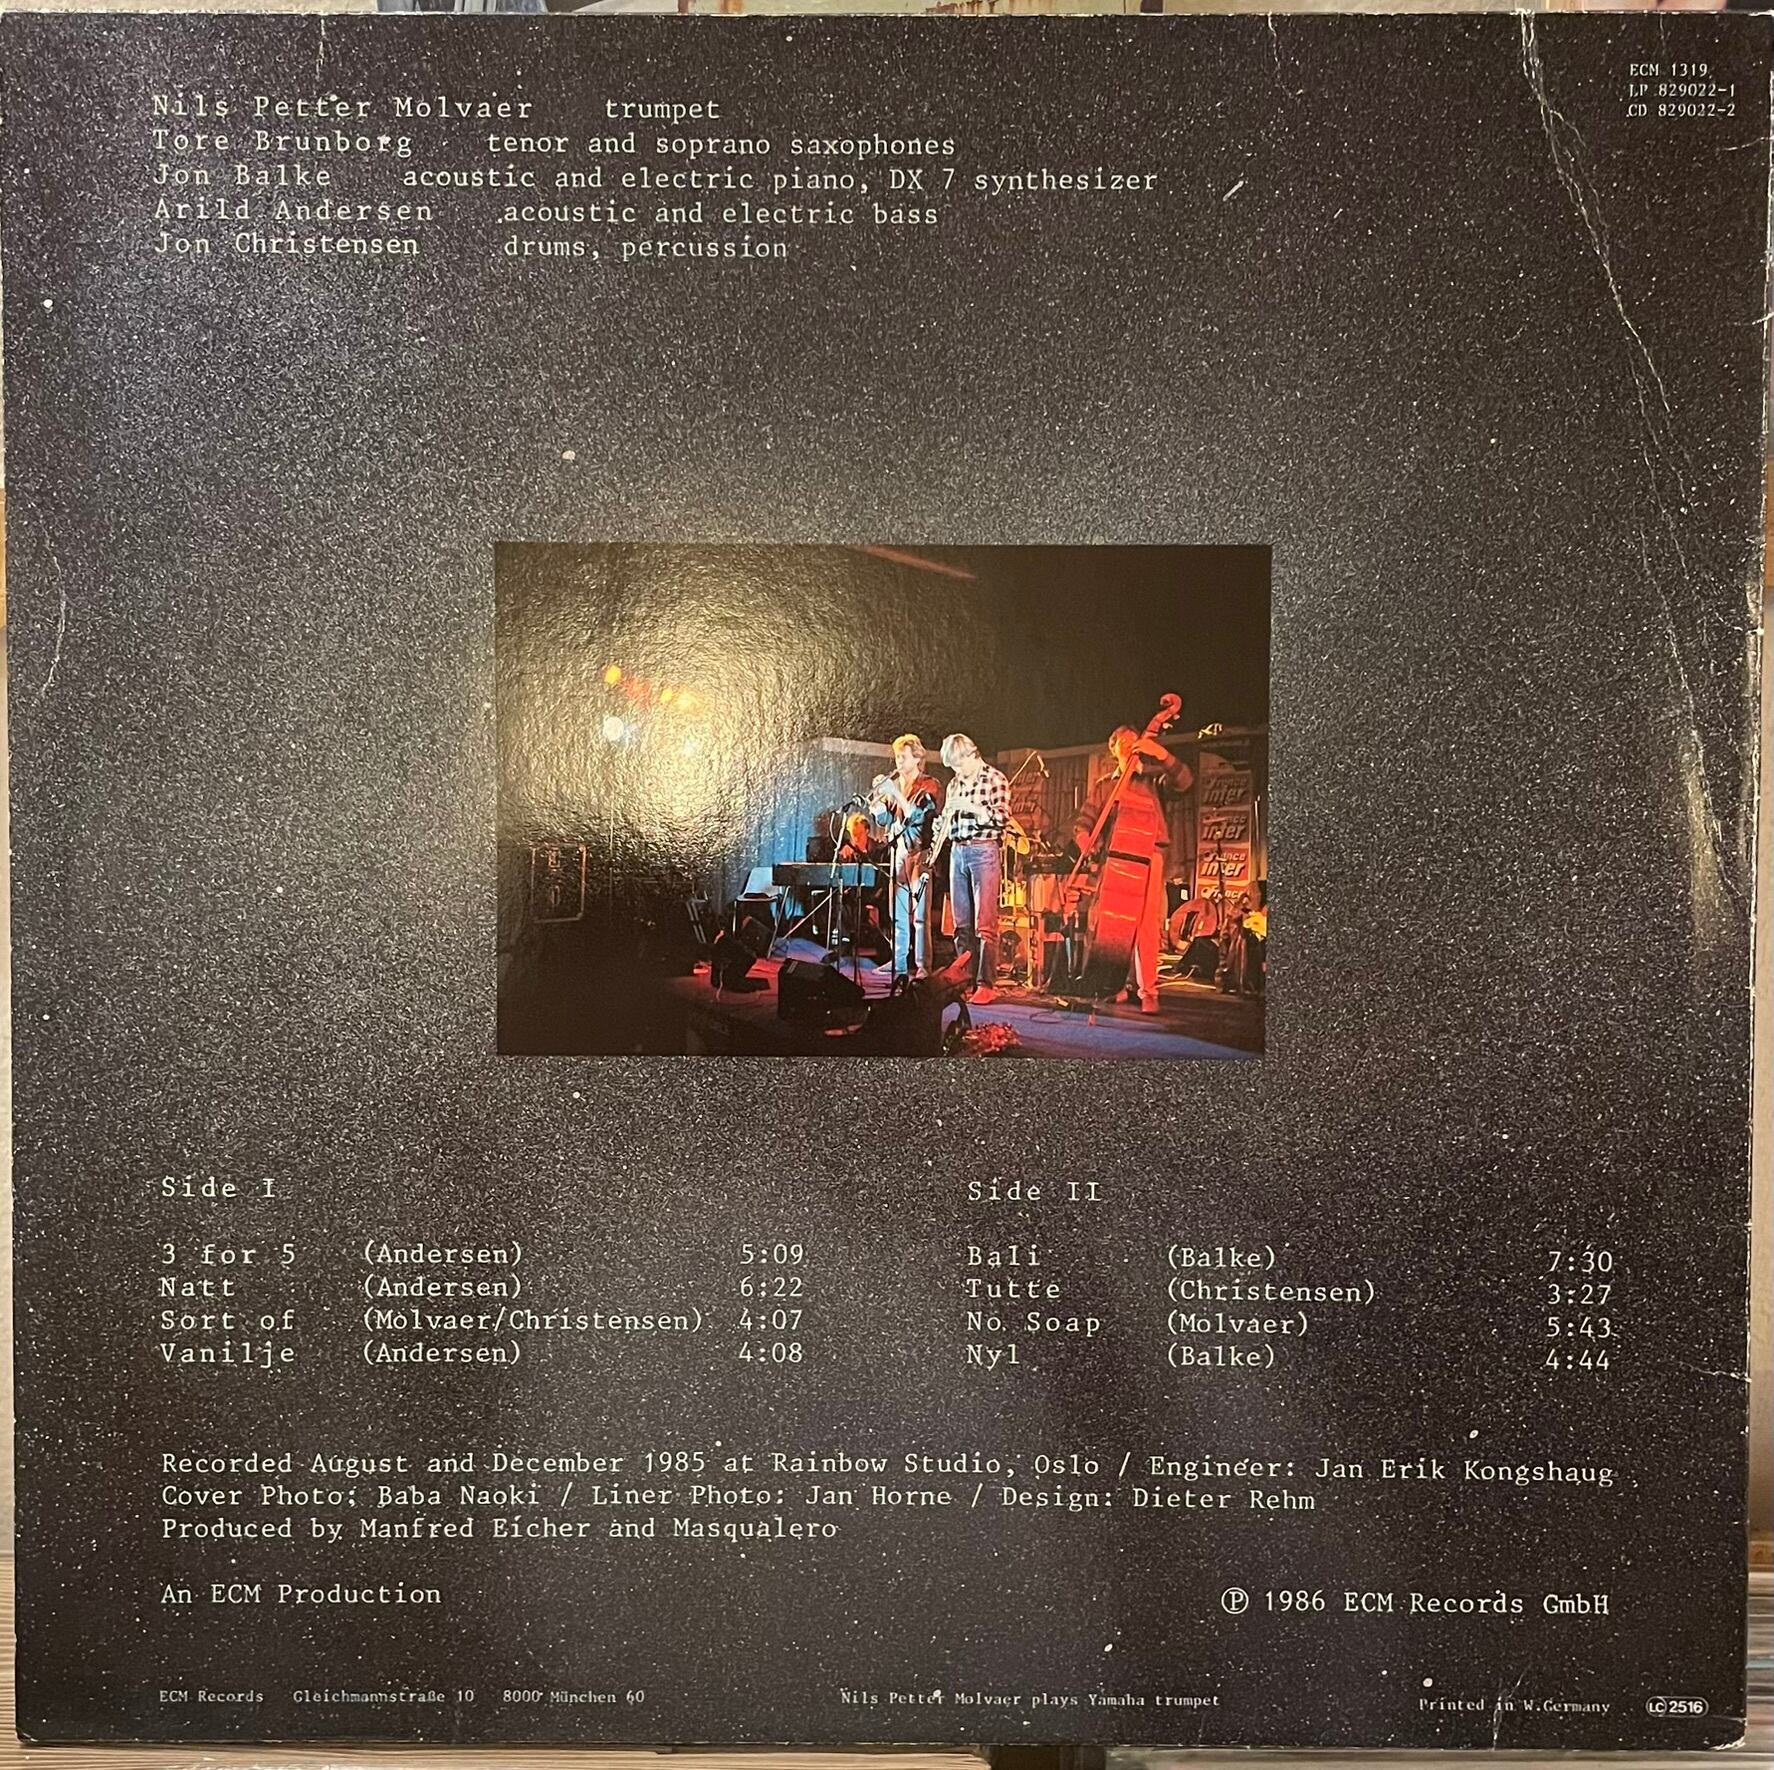 ECM 1319
LP 829022-1
CD 829022-2
Nils Petter Molvaer trumpet
Tore Brunborg tenor and soprano saxophones
Jon Balke acoustic and electric piano, DX 7 synthesizer
Arild Andersen acoustic and electric bass
Jon Christensen drums, percussion
inter
inter
inter
Side I
3 for 5 (Andersen) 5:09
Natt (Andersen) 6:22
Sort of (Molvaer/Christensen) 4:07
Vanilje (Andersen) 4:08
Side II
Bali (Balke) 7:30
Tutte (Christensen) 3:27
No Soap (Molvaer) 5:43
Nyl (Balke) 4:44
Recorded August and December 1985 at Rainbow Studio, Oslo / Engineer: Jan Erik Kongshaug
Cover Photo: Baba Naoki / Liner Photo: Jan Horne / Design: Dieter Rehm
Produced by Manfred Eicher and Masqualero
An ECM Production
Ⓟ 1986 ECM Records GmbH
ECM Records Gleichmannstraße 10 8000 München 60
Nils Petter Molvaer plays Yamaha trumpet
Printed in W.Germany
LC 2516